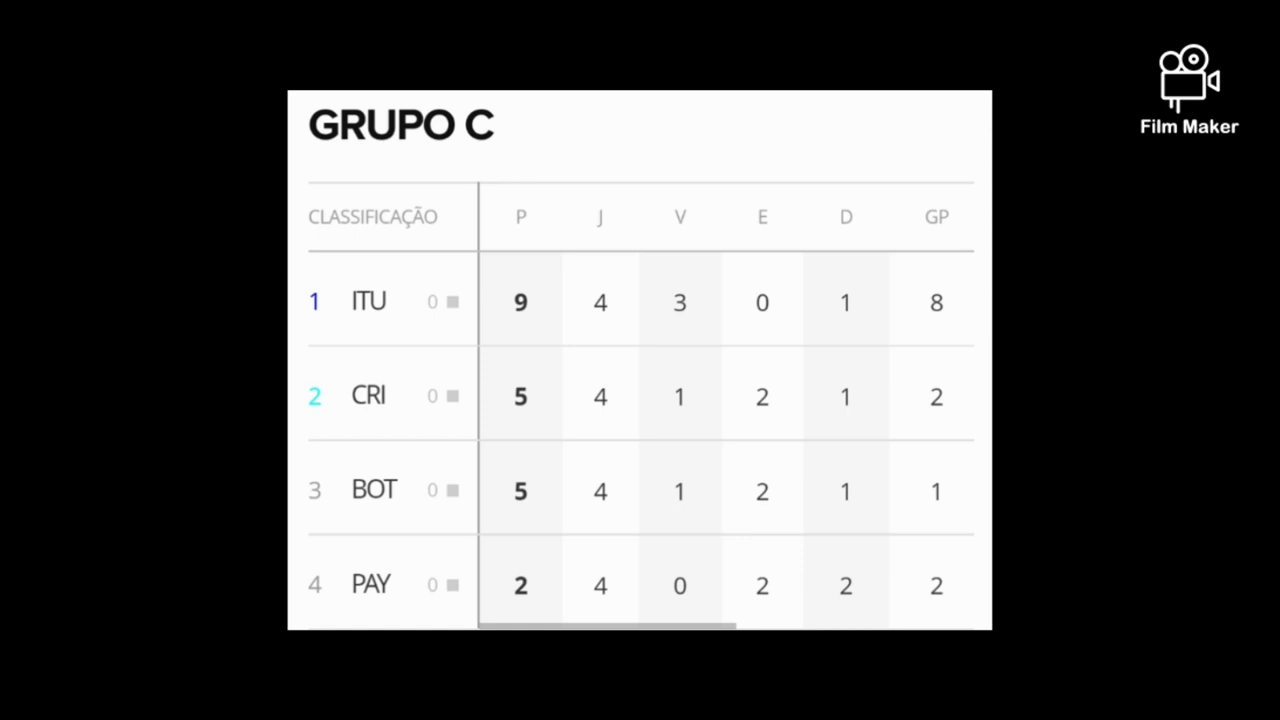 GRUPO C
Film Maker
CLASSIFICAÇÃO P J V E D GP
1 ITU 0 9 4 3 0 1 8
2 CRI 0 5 4 1 2 1 2
3 BOT 0 5 4 1 2 1 1
4 PAY 0 2 4 0 2 2 2